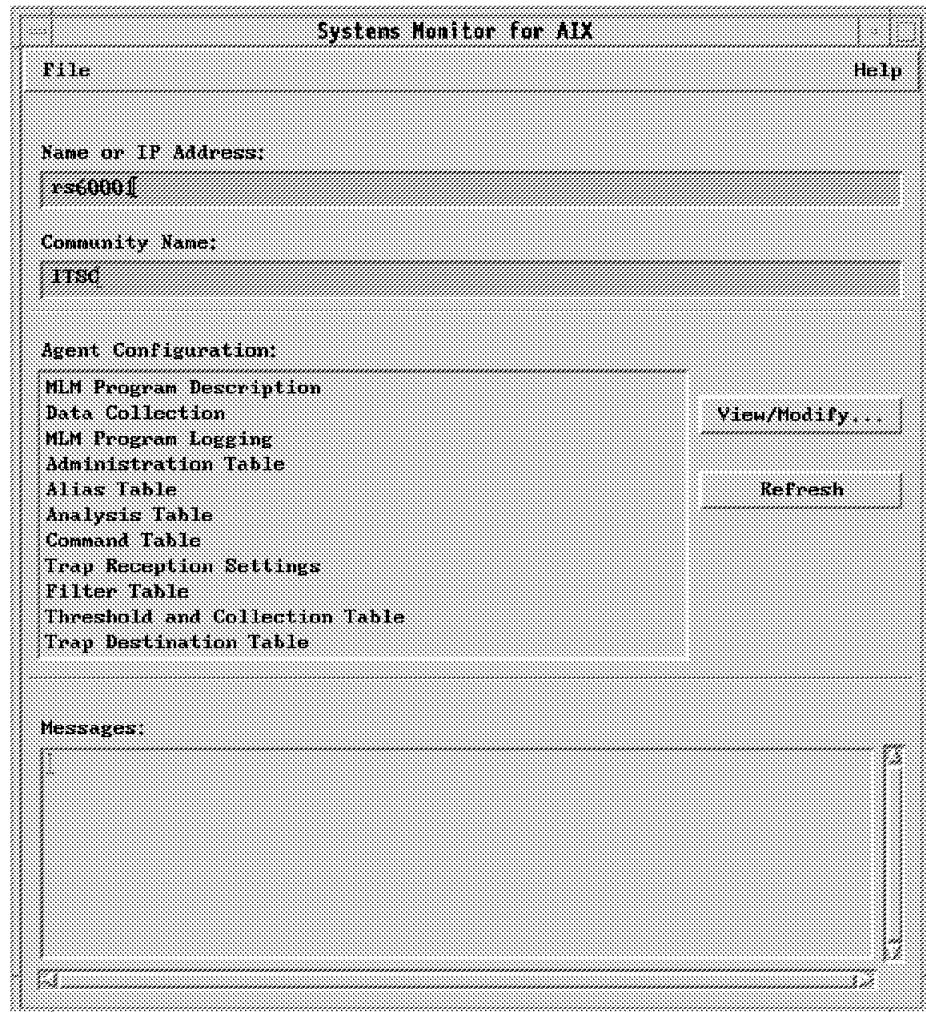 Systems Monitor for AIX
File Help
Name or IP Address:
rs60001
Community Name:
ITSC
Agent Configuration:
MLM Program Description
Data Collection
MLM Program Logging
Administration Table
Alias Table
Analysis Table
Command Table
Trap Reception Settings
Filter Table
Threshold and Collection Table
Trap Destination Table
View/Modify...
Refresh
Messages: